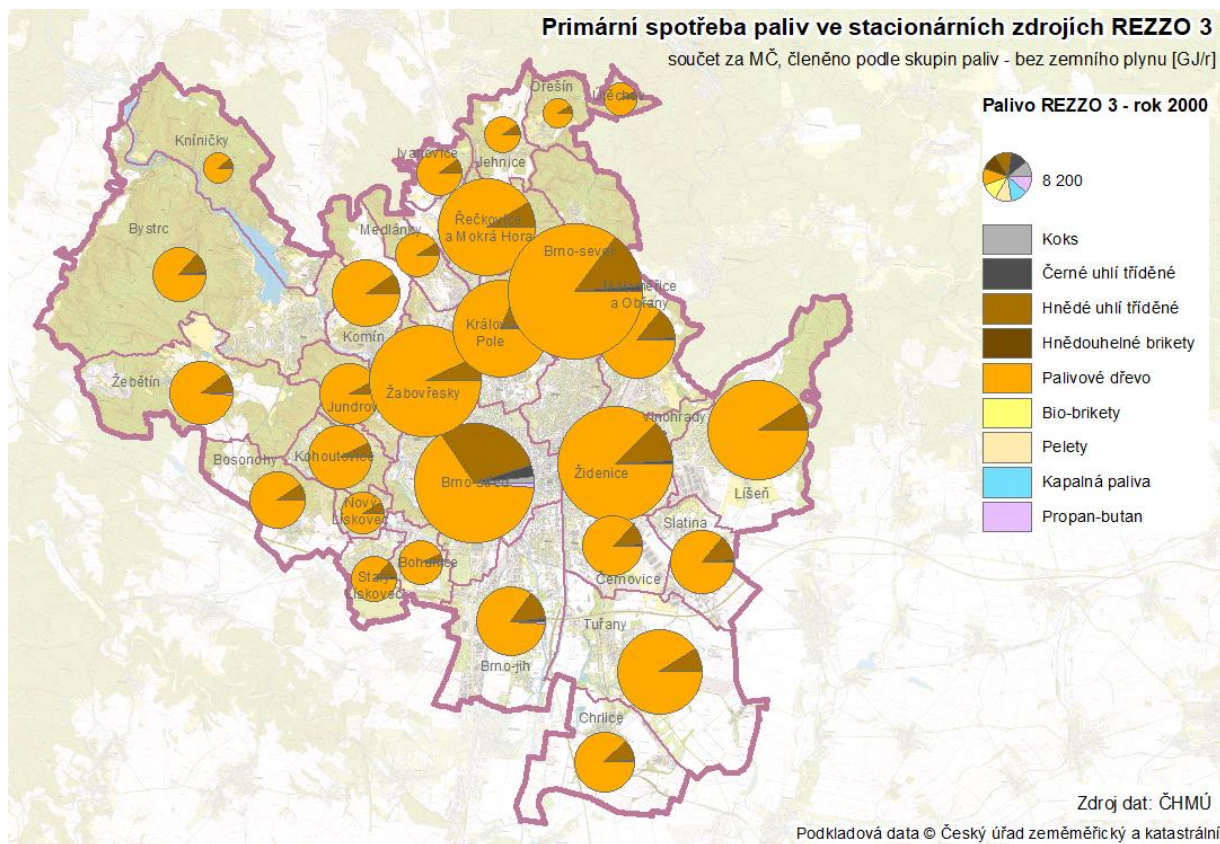 Primární spotřeba paliv ve stacionárních zdrojích REZZO 3
součet za MČ, členěno podle skupin paliv - bez zemního plynu [GJ/r]
Palivo REZZO 3 - rok 2000
8 200
Koks
Černé uhlí tříděné
Hnědé uhlí tříděné
Hnědouhelné brikety
Palivové dřevo
Bio-brikety
Pelety
Kapalná paliva
Propan-butan
Ořešín
Útěchov
Kníničky
Ivanovice
Jehnice
Bystrc
Medlánky
Řečkovice
a Mokrá Hora
Brno-sever
a Obřany
Komín
Královo
Pole
Žebětín
Jundrov
Žabovřesky
Vinohrady
Bosonohy
Kohoutovice
Brno-střed
Židenice
Líšeň
Nový
Lískovec
Slatina
Starý
Lískovec
Bohunice
Černovice
Tuřany
Brno-jih
Chrlice
Zdroj dat: ČHMÚ
Podkladová data © Český úřad zeměměřický a katastrální